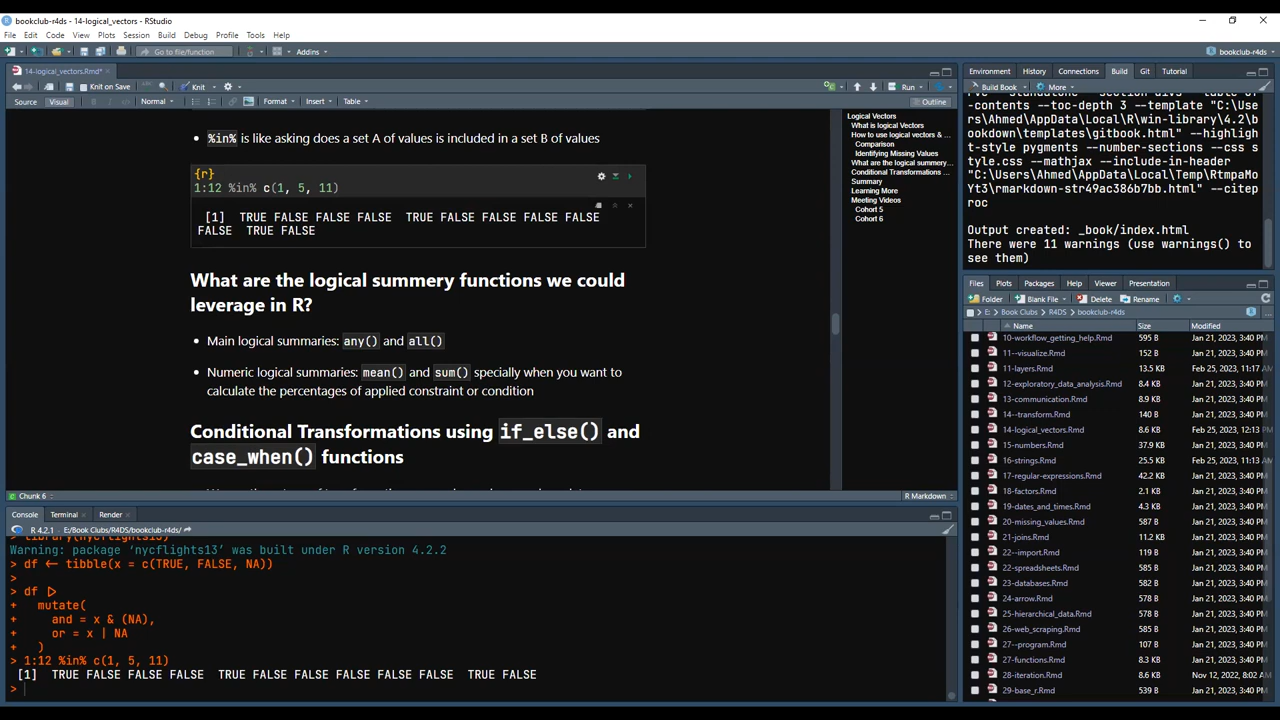 bookclub-r4ds - 14-logical_vectors - RStudio
File Edit Code View Plots Session Build Debug Profile Tools Help
Go to file/function
Addins
bookclub-r4ds
14-logical_vectors.Rmd*
Knit on Save
Knit
Run
Source Visual
B I
Normal
Format
Insert
Table
Outline
%in% is like asking does a set A of values is included in a set B of values
{r}
1:12 %in% c(1, 5, 11)
[1] TRUE FALSE FALSE FALSE TRUE FALSE FALSE FALSE FALSE
FALSE TRUE FALSE
What are the logical summery functions we could
leverage in R?
Main logical summaries: any() and all()
Numeric logical summaries: mean() and sum() specially when you want to
calculate the percentages of applied constraint or condition
Conditional Transformations using if_else() and
case_when() functions
Chunk 6
R Markdown
Logical Vectors
What is logical Vectors
How to use logical vectors & ...
Comparison
Identifying Missing Values
What are the logical summery...
Conditional Transformations ...
Summary
Learning More
Meeting Videos
Cohort 5
Cohort 6
Console Terminal Render
R 4.2.1 . E:/Book Clubs/R4DS/bookclub-r4ds/
> library(nycflights13)
Warning: package 'nycflights13' was built under R version 4.2.2
> df <- tibble(x = c(TRUE, FALSE, NA))
>
> df |>
+ mutate(
+ and = x & (NA),
+ or = x | NA
+ )
> 1:12 %in% c(1, 5, 11)
[1] TRUE FALSE FALSE FALSE TRUE FALSE FALSE FALSE FALSE FALSE TRUE FALSE
>
Environment History Connections Build Git Tutorial
Build Book
More
-contents --toc-depth 3 --template "C:\Use
rs\Ahmed\AppData\Local\R\win-library\4.2\b
ookdown\templates\gitbook.html" --highligh
t-style pygments --number-sections --css s
tyle.css --mathjax --include-in-header
"C:\Users\Ahmed\AppData\Local\Temp\RtmpaMo
Yt3\rmarkdown-str49ac386b7bb.html" --citep
roc
Output created: _book/index.html
There were 11 warnings (use warnings() to
see them)
Files Plots Packages Help Viewer Presentation
Folder Blank File Delete Rename
E: Book Clubs R4DS bookclub-r4ds
Name Size Modified
10-workflow_getting_help.Rmd 595 B Jan 21, 2023, 3:40 PM
11--visualize.Rmd 152 B Jan 21, 2023, 3:40 PM
11-layers.Rmd 13.5 KB Feb 25, 2023, 11:17 AM
12-exploratory_data_analysis.Rmd 8.4 KB Jan 21, 2023, 3:40 PM
13-communication.Rmd 8.9 KB Jan 21, 2023, 3:40 PM
14--transform.Rmd 140 B Jan 21, 2023, 3:40 PM
14-logical_vectors.Rmd 8.6 KB Feb 25, 2023, 12:13 PM
15-numbers.Rmd 37.9 KB Jan 21, 2023, 3:40 PM
16-strings.Rmd 25.5 KB Feb 25, 2023, 11:13 AM
17-regular-expressions.Rmd 42.2 KB Jan 21, 2023, 3:40 PM
18-factors.Rmd 2.1 KB Jan 21, 2023, 3:40 PM
19-dates_and_times.Rmd 4.3 KB Jan 21, 2023, 3:40 PM
20-missing_values.Rmd 587 B Jan 21, 2023, 3:40 PM
21-joins.Rmd 11.2 KB Jan 21, 2023, 3:40 PM
22--import.Rmd 119 B Jan 21, 2023, 3:40 PM
22-spreadsheets.Rmd 585 B Jan 21, 2023, 3:40 PM
23-databases.Rmd 582 B Jan 21, 2023, 3:40 PM
24-arrow.Rmd 578 B Jan 21, 2023, 3:40 PM
25-hierarchical_data.Rmd 584 B Jan 21, 2023, 3:40 PM
26-web_scraping.Rmd 578 B Jan 21, 2023, 3:40 PM
27--program.Rmd 107 B Jan 21, 2023, 3:40 PM
27-functions.Rmd 8.3 KB Jan 21, 2023, 3:40 PM
28-iteration.Rmd 8.6 KB Nov 12, 2022, 8:02 AM
29-base_r.Rmd 539 B Jan 21, 2023, 3:40 PM